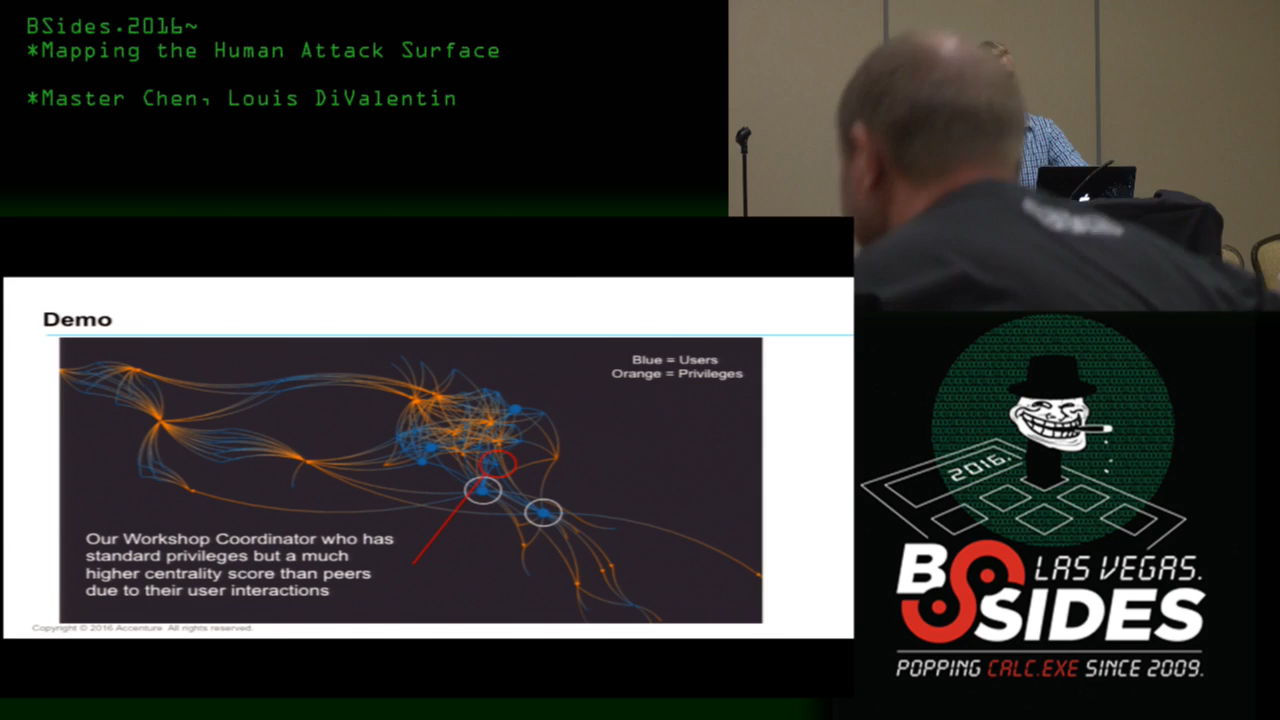 BSides.2016~
*Mapping the Human Attack Surface
*Master Chen, Louis DiValentin
Demo
Blue = Users
Orange = Privileges
Our Workshop Coordinator who has
standard privileges but a much
higher centrality score than peers
due to their user interactions
Copyright © 2016 Accenture All rights reserved.
2016.
BSIDES
LAS VEGAS.
POPPING CALC.EXE SINCE 2009.